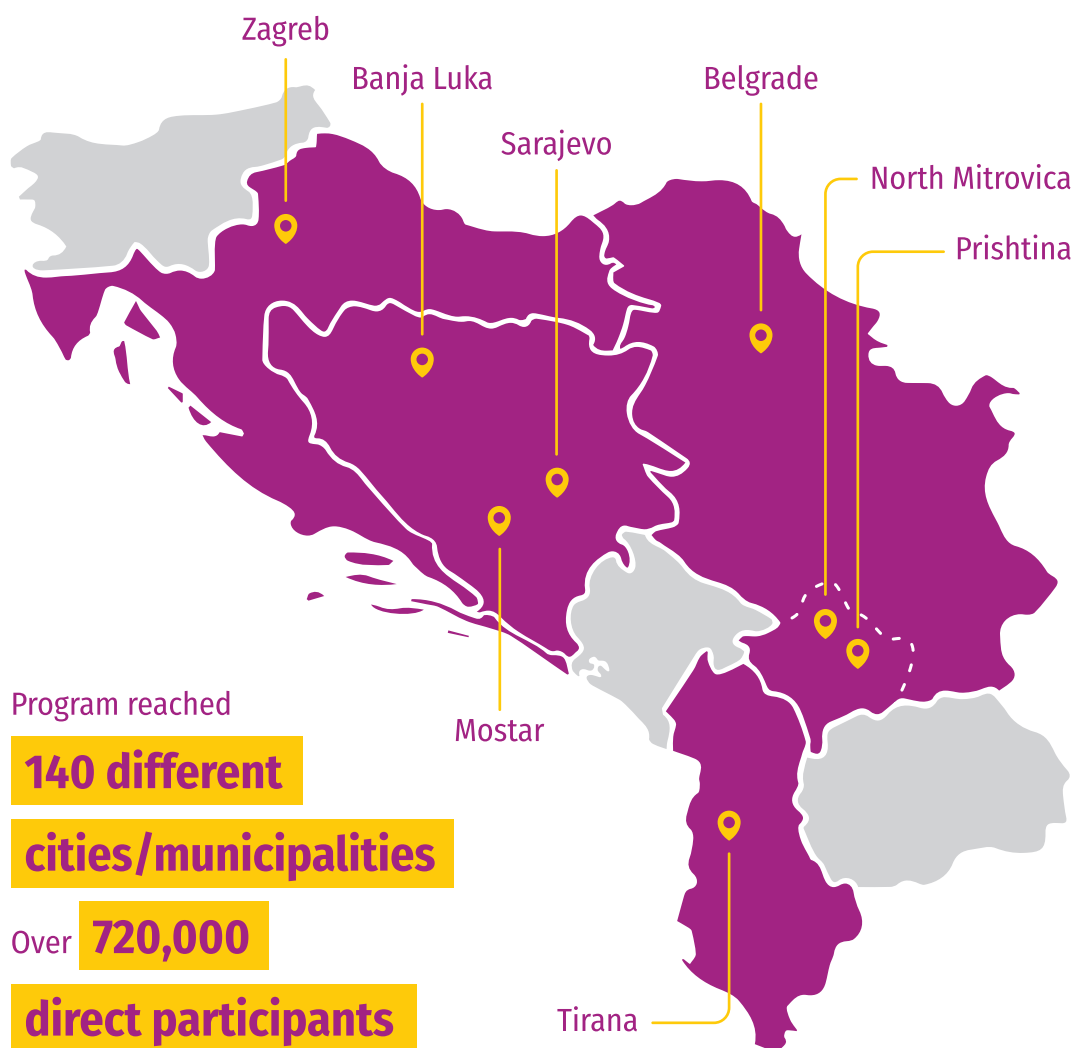 Zagreb
Banja Luka
Belgrade
Sarajevo
North Mitrovica
Prishtina
Program reached
Mostar
140 different
cities/municipalities
Over 720,000
direct participants
Tirana